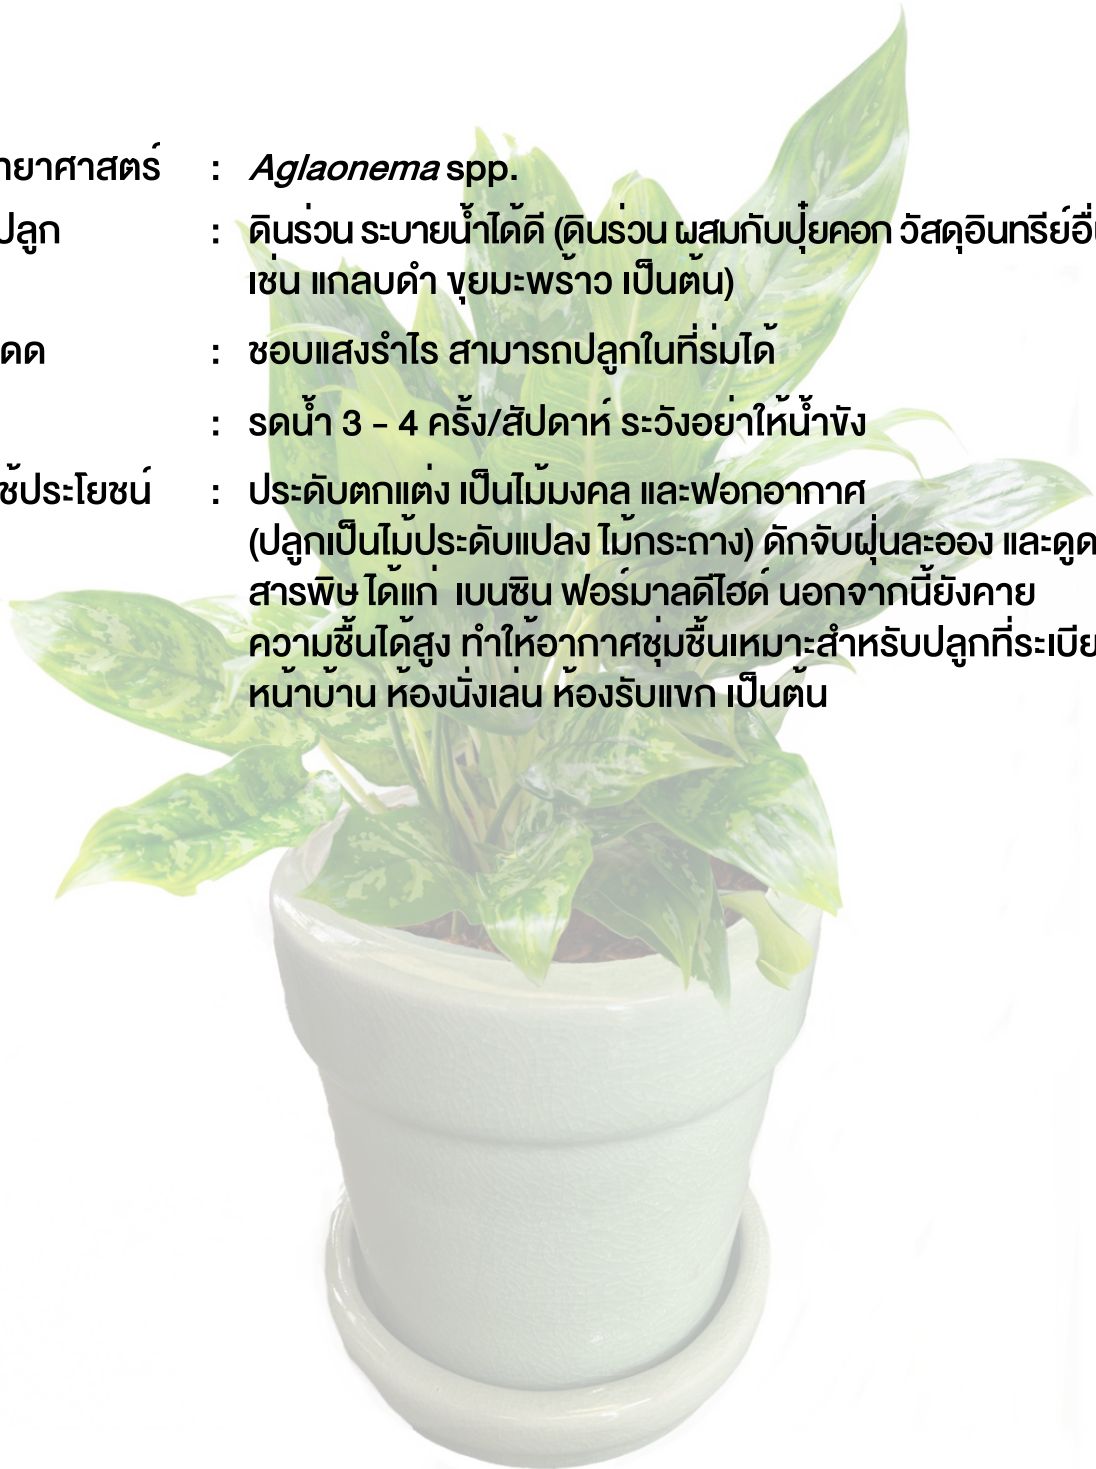 ทยาศาสตร์ : Aglaonema spp.
ปลูก : ดินร่วน ระบายน้ำได้ดี (ดินร่วน ผสมกับปุ๋ยคอก วัสดุอินทรีย์อื่น
เช่น แกลบดำ ขุยมะพร้าว เป็นต้น)
ดด : ชอบแสงรำไร สามารถปลูกในที่ร่มได้
: รดน้ำ 3 - 4 ครั้ง/สัปดาห์ ระวังอย่าให้น้ำขัง
ช้ประโยชน์ : ประดับตกแต่ง เป็นไม้มงคล และฟอกอากาศ
(ปลูกเป็นไม้ประดับแปลง ไม้กระถาง) ดักจับฝุ่นละออง และดูด
สารพิษ ได้แก่ เบนซิน ฟอร์มาลดีไฮด์ นอกจากนี้ยังคาย
ความชื้นได้สูง ทำให้อากาศชุ่มชื้นเหมาะสำหรับปลูกที่ระเบีย
หน้าบ้าน ห้องนั่งเล่น ห้องรับแขก เป็นต้น